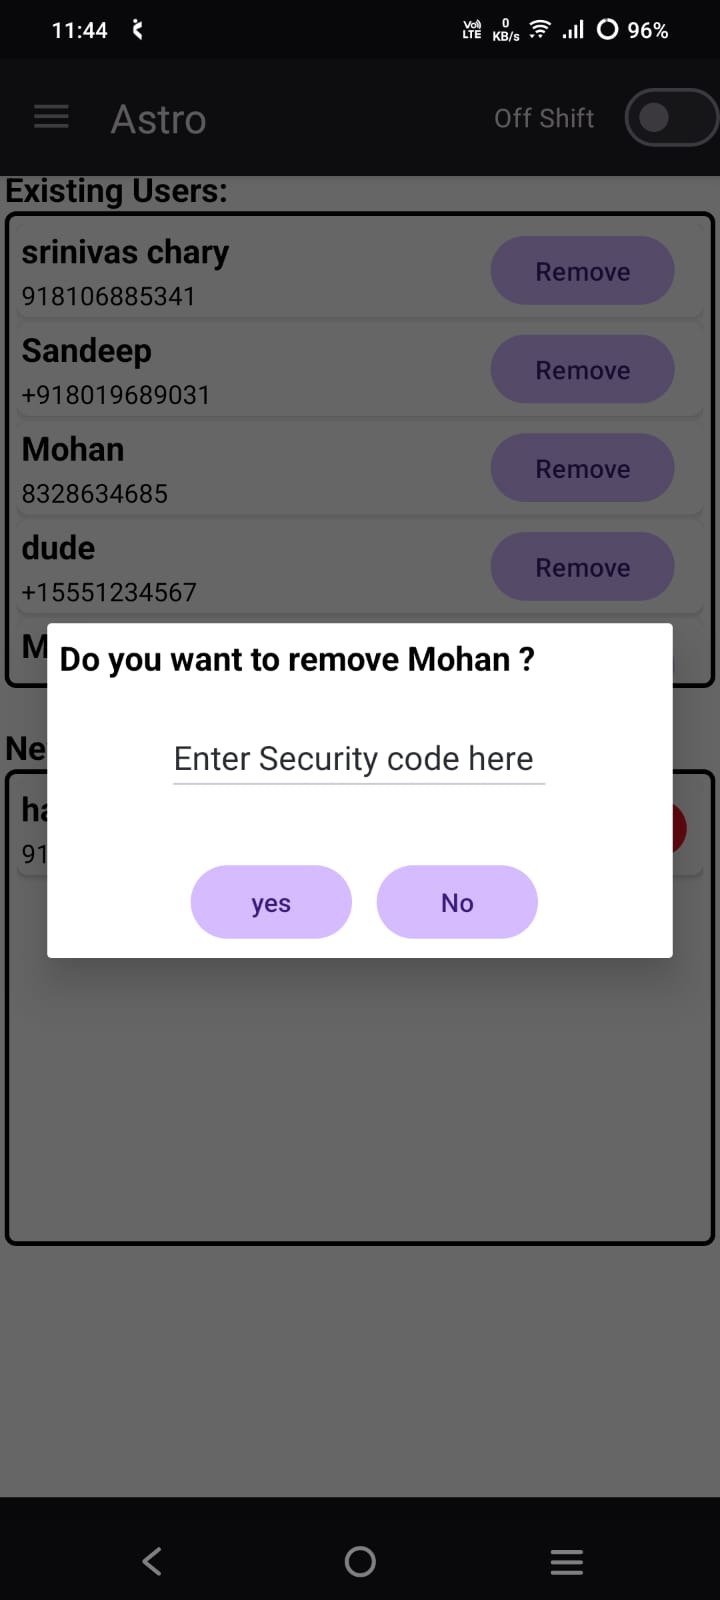 11:44
Vo) LTE
0 KB/s
96%
Astro
Off Shift
Existing Users:
srinivas chary
918106885341
Remove
Sandeep
+918019689031
Remove
Mohan
8328634685
Remove
dude
+15551234567
Remove
M
Do you want to remove Mohan ?
Enter Security code here
yes
No
Ne
ha
91